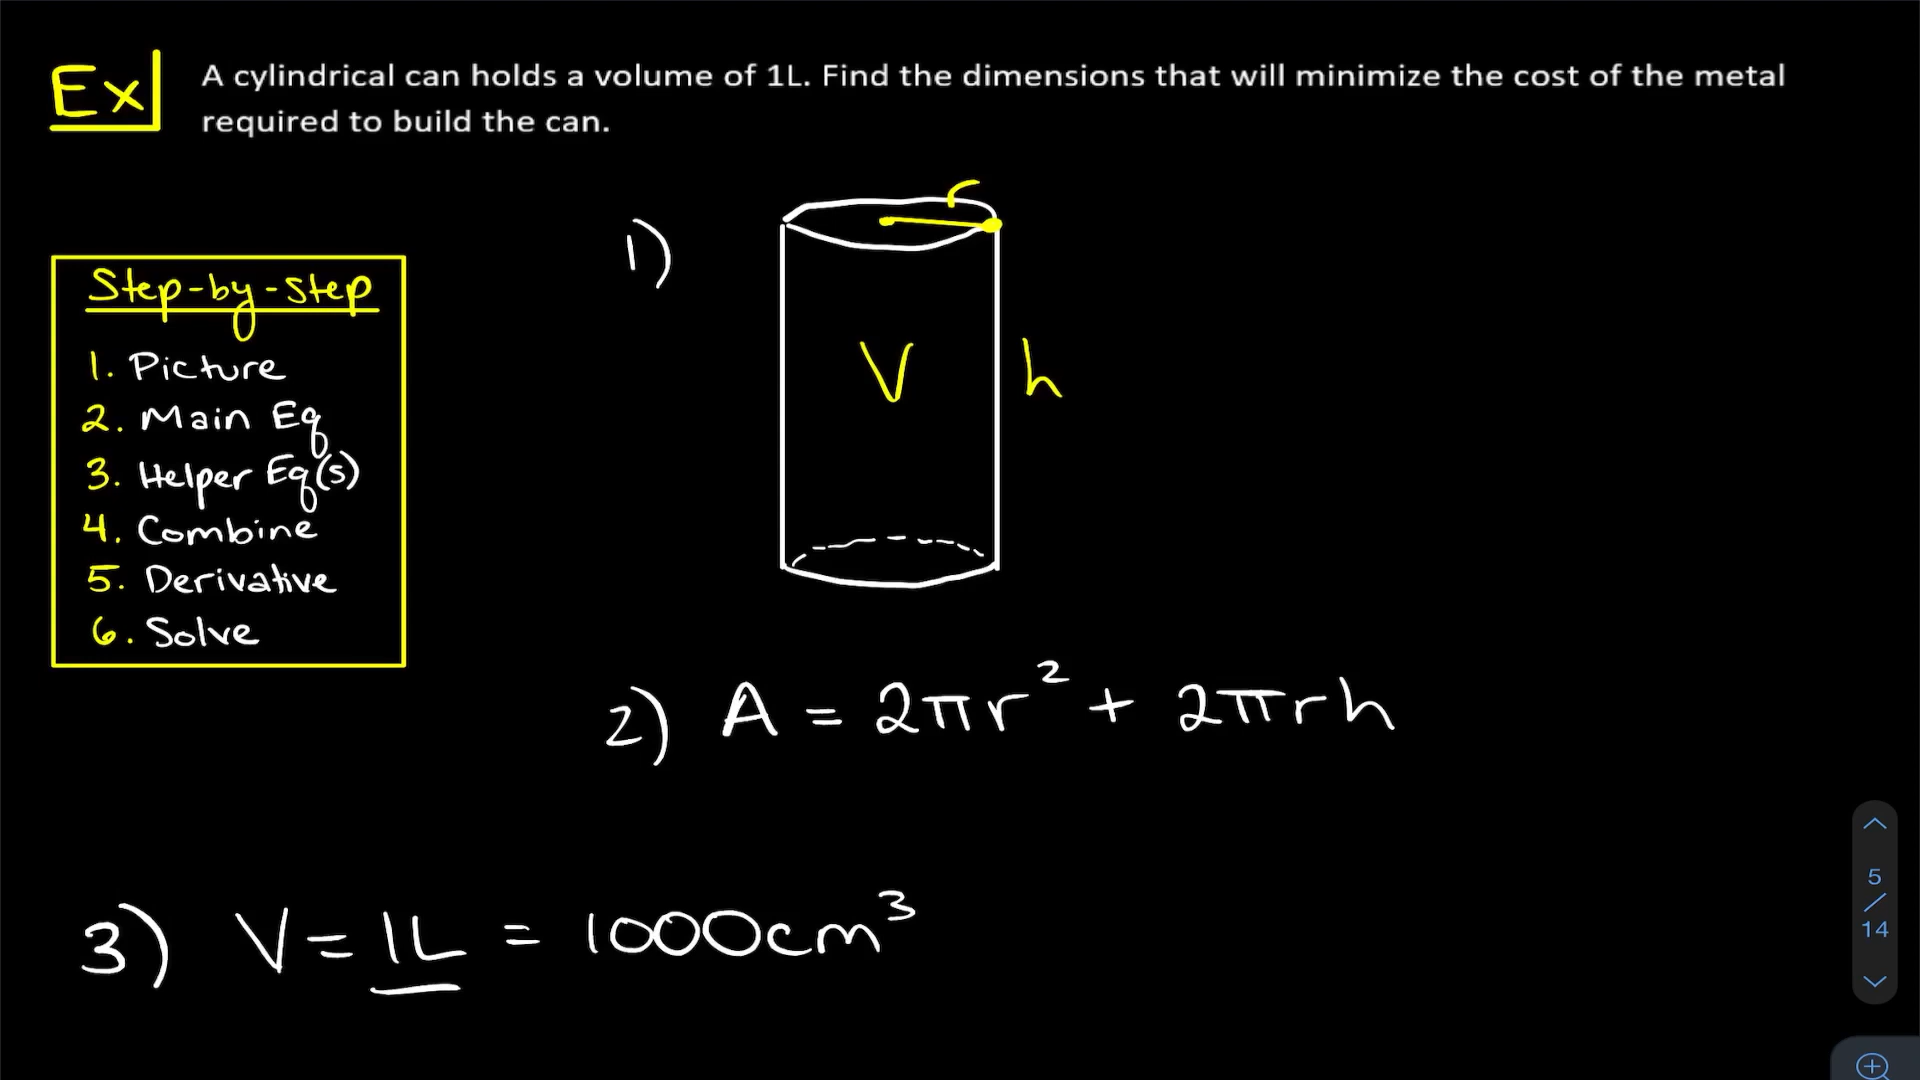 Ex
A cylindrical can holds a volume of 1L. Find the dimensions that will minimize the cost of the metal
required to build the can.
Step-by-step
1. Picture
2. Main Eq
3. Helper Eq(s)
4. Combine
5. Derivative
6. Solve
1)
r
V
h
2) A = 2πr² + 2πrh
3) V = 1L = 1000cm³
5
/
14